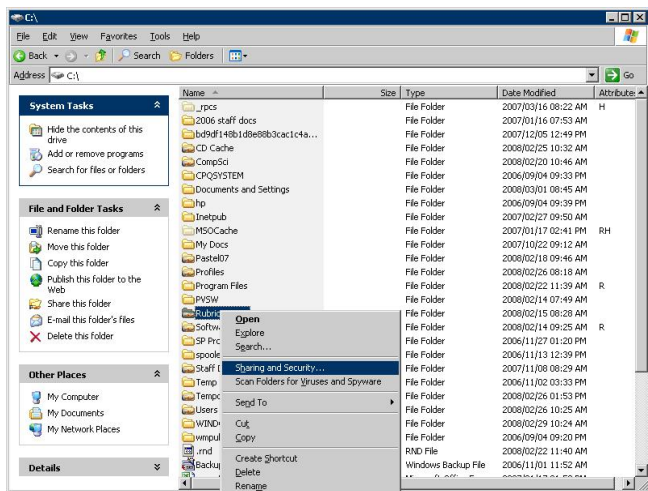 C:\
File Edit View Favorites Tools Help
Back Search Folders
Address C:\ Go
System Tasks
Hide the contents of this
drive
Add or remove programs
Search for files or folders
File and Folder Tasks
Rename this folder
Move this folder
Copy this folder
Publish this folder to the
Web
Share this folder
E-mail this folder's files
Delete this folder
Other Places
My Computer
My Documents
My Network Places
Details
Name Size Type Date Modified Attributes
_rpcs File Folder 2007/03/16 08:22 AM H
2006 staff docs File Folder 2007/01/16 07:53 AM
bd9df148b1d8e88b3cac1c4a... File Folder 2007/12/05 12:49 PM
CD Cache File Folder 2008/02/25 10:32 AM
CompSci File Folder 2008/02/20 10:46 AM
CPQSYSTEM File Folder 2006/09/04 09:33 PM
Documents and Settings File Folder 2008/03/01 08:45 AM
hp File Folder 2006/09/04 09:39 PM
Inetpub File Folder 2007/02/27 09:50 AM
MSOCache File Folder 2007/01/17 02:41 PM RH
My Docs File Folder 2007/10/22 09:12 AM
Pastel07 File Folder 2008/02/18 09:46 AM
Profiles File Folder 2008/02/26 08:18 AM
Program Files File Folder 2008/02/22 11:39 AM R
PVSW File Folder 2008/02/14 07:49 AM
Rubric File Folder 2008/02/15 08:28 AM
Softw File Folder 2008/02/14 09:25 AM R
SP Pro File Folder 2006/11/27 01:20 PM
spoole File Folder 2006/11/13 12:39 PM
Staff D File Folder 2007/11/08 08:29 AM
Temp File Folder 2006/11/02 03:33 PM
Tempo File Folder 2008/02/26 01:53 PM
Users File Folder 2008/02/26 10:25 AM
WIND File Folder 2008/02/29 10:24 AM
wmpul File Folder 2006/09/04 09:20 PM
.rnd RND File 2008/02/22 11:40 AM
Backup Windows Backup File 2006/11/01 11:52 AM
Open
Explore
Search...
Sharing and Security...
Scan Folders for Viruses and Spyware
Send To
Cut
Copy
Create Shortcut
Delete
Rename